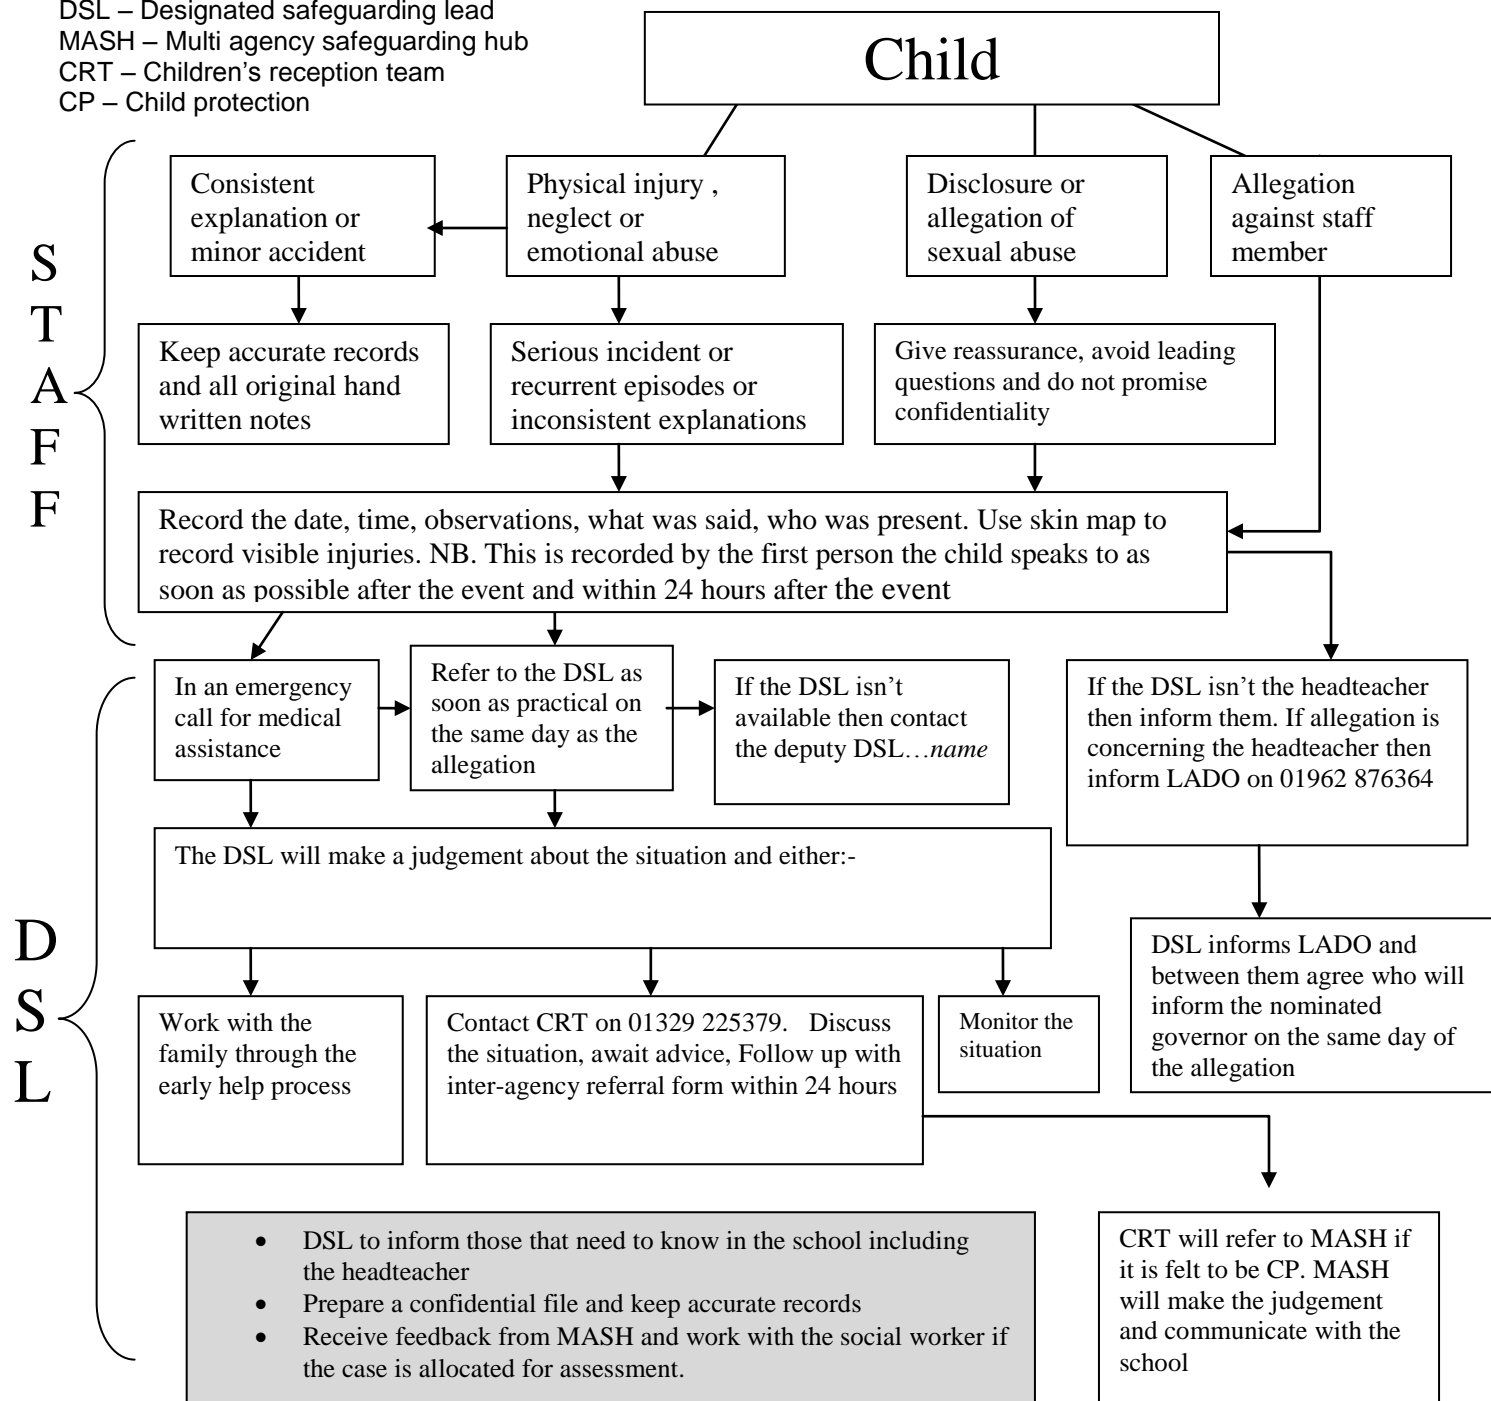 DSL – Designated safeguarding lead
MASH – Multi agency safeguarding hub
CRT – Children's reception team
CP – Child protection
Child
Consistent
explanation or
minor accident
Physical injury ,
neglect or
emotional abuse
Disclosure or
allegation of
sexual abuse
Allegation
against staff
member
S
T
A
F
F
Keep accurate records
and all original hand
written notes
Serious incident or
recurrent episodes or
inconsistent explanations
Give reassurance, avoid leading
questions and do not promise
confidentiality
Record the date, time, observations, what was said, who was present. Use skin map to
record visible injuries. NB. This is recorded by the first person the child speaks to as
soon as possible after the event and within 24 hours after the event
In an emergency
call for medical
assistance
Refer to the DSL as
soon as practical on
the same day as the
allegation
If the DSL isn't
available then contact
the deputy DSL…name
If the DSL isn't the headteacher
then inform them. If allegation is
concerning the headteacher then
inform LADO on 01962 876364
The DSL will make a judgement about the situation and either:-
D
S
L
DSL informs LADO and
between them agree who will
inform the nominated
governor on the same day of
the allegation
Work with the
family through the
early help process
Contact CRT on 01329 225379.   Discuss
the situation, await advice, Follow up with
inter-agency referral form within 24 hours
Monitor the
situation
• DSL to inform those that need to know in the school including
the headteacher
• Prepare a confidential file and keep accurate records
• Receive feedback from MASH and work with the social worker if
the case is allocated for assessment.
CRT will refer to MASH if
it is felt to be CP. MASH
will make the judgement
and communicate with the
school